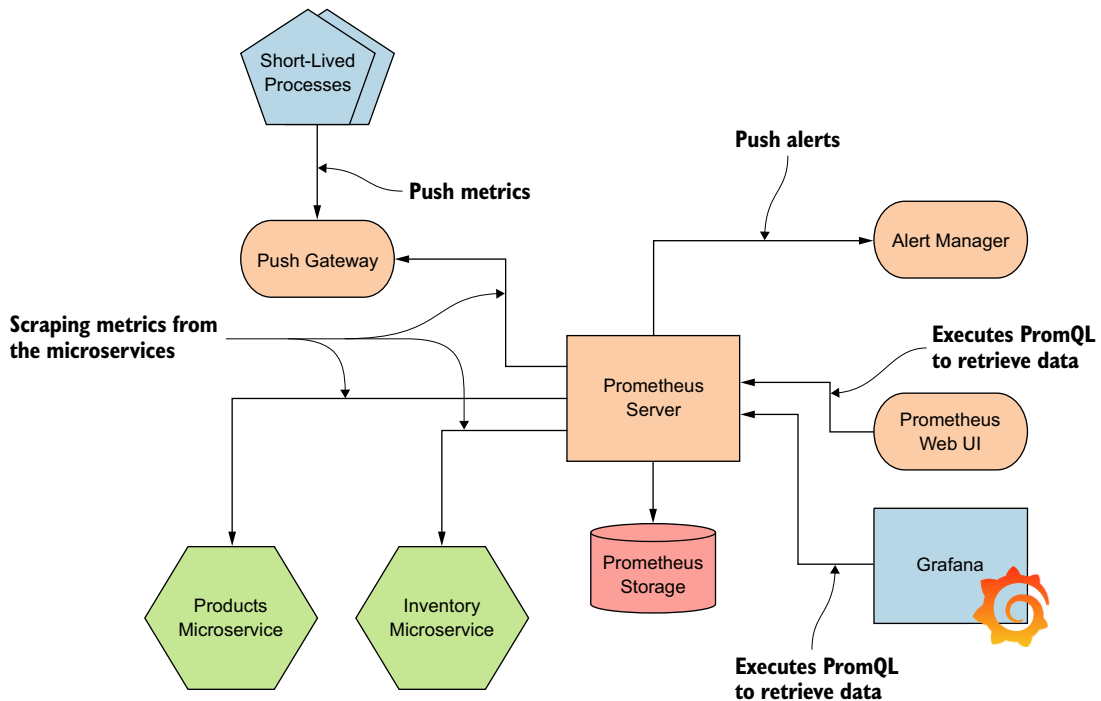 Short-Lived
Processes
Push metrics
Push Gateway
Push alerts
Alert Manager
Scraping metrics from
the microservices
Executes PromQL
to retrieve data
Prometheus
Server
Prometheus
Web UI
Prometheus
Storage
Grafana
Products
Microservice
Inventory
Microservice
Executes PromQL
to retrieve data